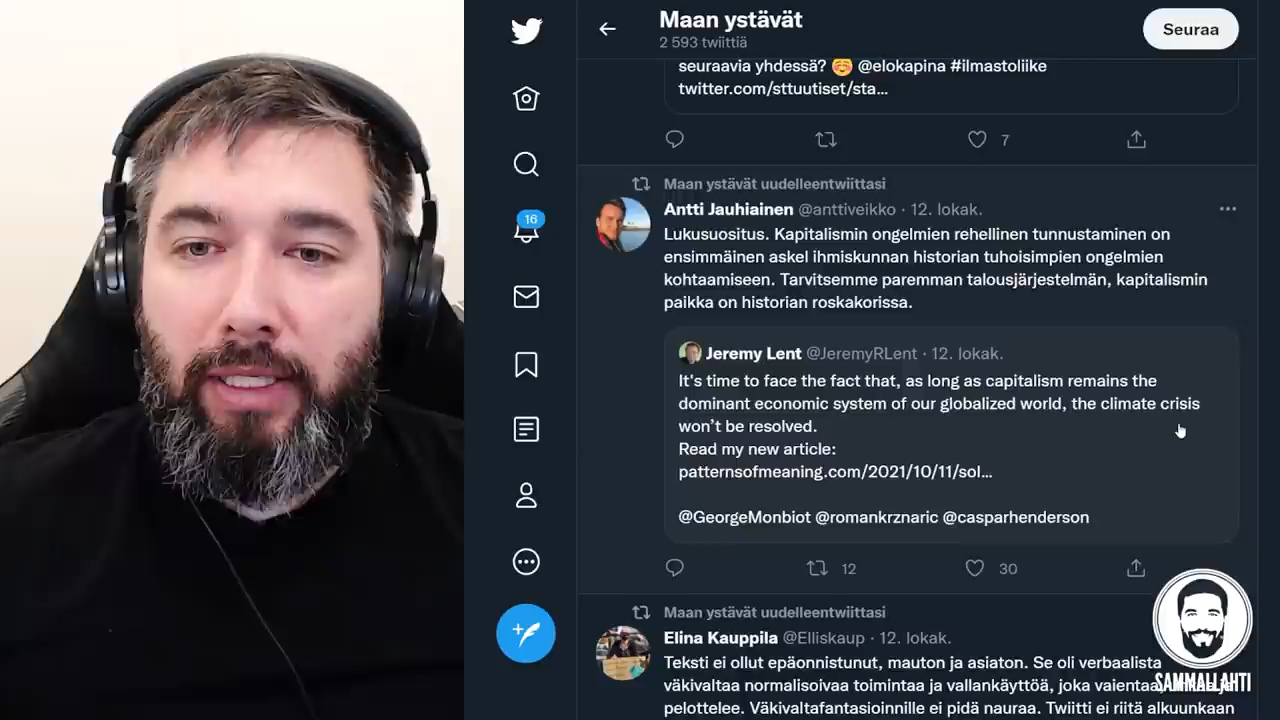 Maan ystävät
2 593 twiittiä
Seuraa
seuraavia yhdessä? ☺️ @elokapina #ilmastoliike
twitter.com/sttuutiset/sta…
7
16
Maan ystävät uudelleentwiittasi
Antti Jauhiainen @anttiveikko · 12. lokak.
Lukusuositus. Kapitalismin ongelmien rehellinen tunnustaminen on
ensimmäinen askel ihmiskunnan historian tuhoisimpien ongelmien
kohtaamiseen. Tarvitsemme paremman talousjärjestelmän, kapitalismin
paikka on historian roskakorissa.
Jeremy Lent @JeremyRLent · 12. lokak.
It's time to face the fact that, as long as capitalism remains the
dominant economic system of our globalized world, the climate crisis
won't be resolved.
Read my new article:
patternsofmeaning.com/2021/10/11/sol…
@GeorgeMonbiot @romankrznaric @casparhenderson
12
30
Maan ystävät uudelleentwiittasi
Elina Kauppila @Elliskaup · 12. lokak.
Teksti ei ollut epäonnistunut, mauton ja asiaton. Se oli verbaalista
väkivaltaa normalisoivaa toimintaa ja vallankäyttöä, joka vaientaa,
pelottelee. Väkivaltafantasioinnille ei pidä nauraa. Twiitti ei riitä alkuunkaan
SAMMALLAHTI